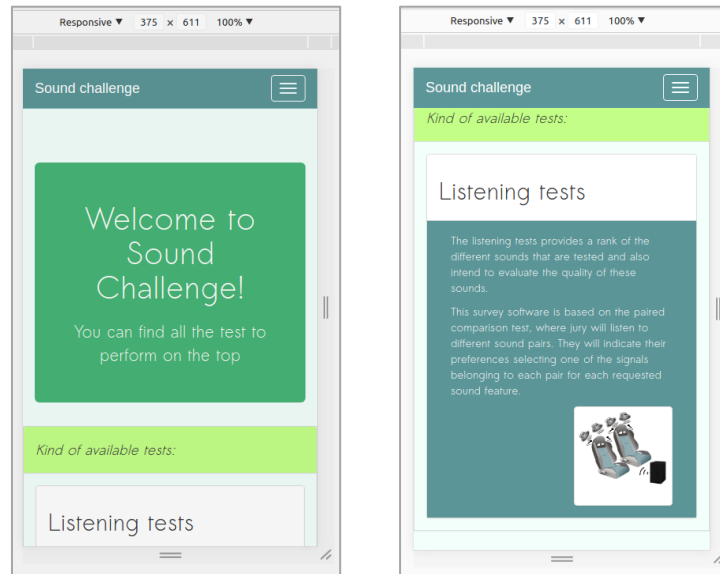 Responsive ▼ 375 × 611 100% ▼
Sound challenge
Welcome to
Sound
Challenge!
You can find all the test to
perform on the top
Kind of available tests:
Listening tests
Responsive ▼ 375 × 611 100% ▼
Sound challenge
Kind of available tests:
Listening tests
The listening tests provides a rank of the
different sounds that are tested and also
intend to evaluate the quality of these
sounds.
This survey software is based on the paired
comparison test, where jury will listen to
different sound pairs. They will indicate their
preferences selecting one of the signals
belonging to each pair for each requested
sound feature.